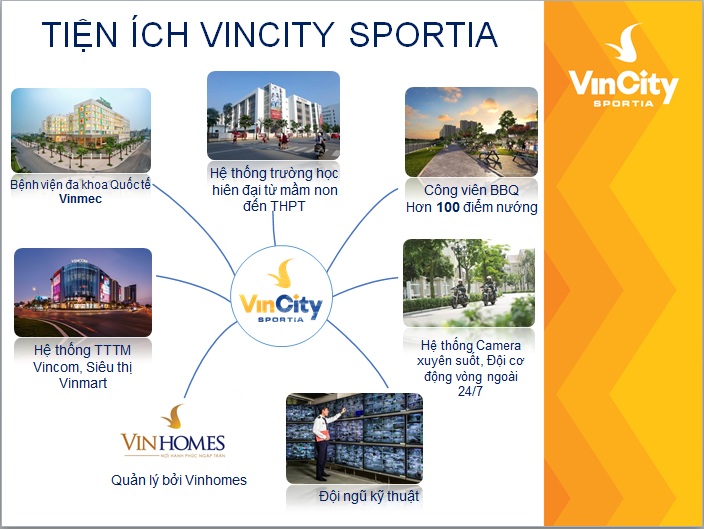 TIỆN ÍCH VINCITY SPORTIA
VinCity
SPORTIA
Bệnh viện đa khoa Quốc tế
Vinmec
Hệ thống trường học
hiện đại từ mầm non
đến THPT
Công viên BBQ
Hơn 100 điểm nướng
Hệ thống TTTM
Vincom, Siêu thị
Vinmart
VinCity
SPORTIA
Hệ thống Camera
xuyên suốt, Đội cơ
động vòng ngoài
24/7
VINHOMES
NƠI HẠNH PHÚC NGẬP TRÀN
Quản lý bởi Vinhomes
Đội ngũ kỹ thuật